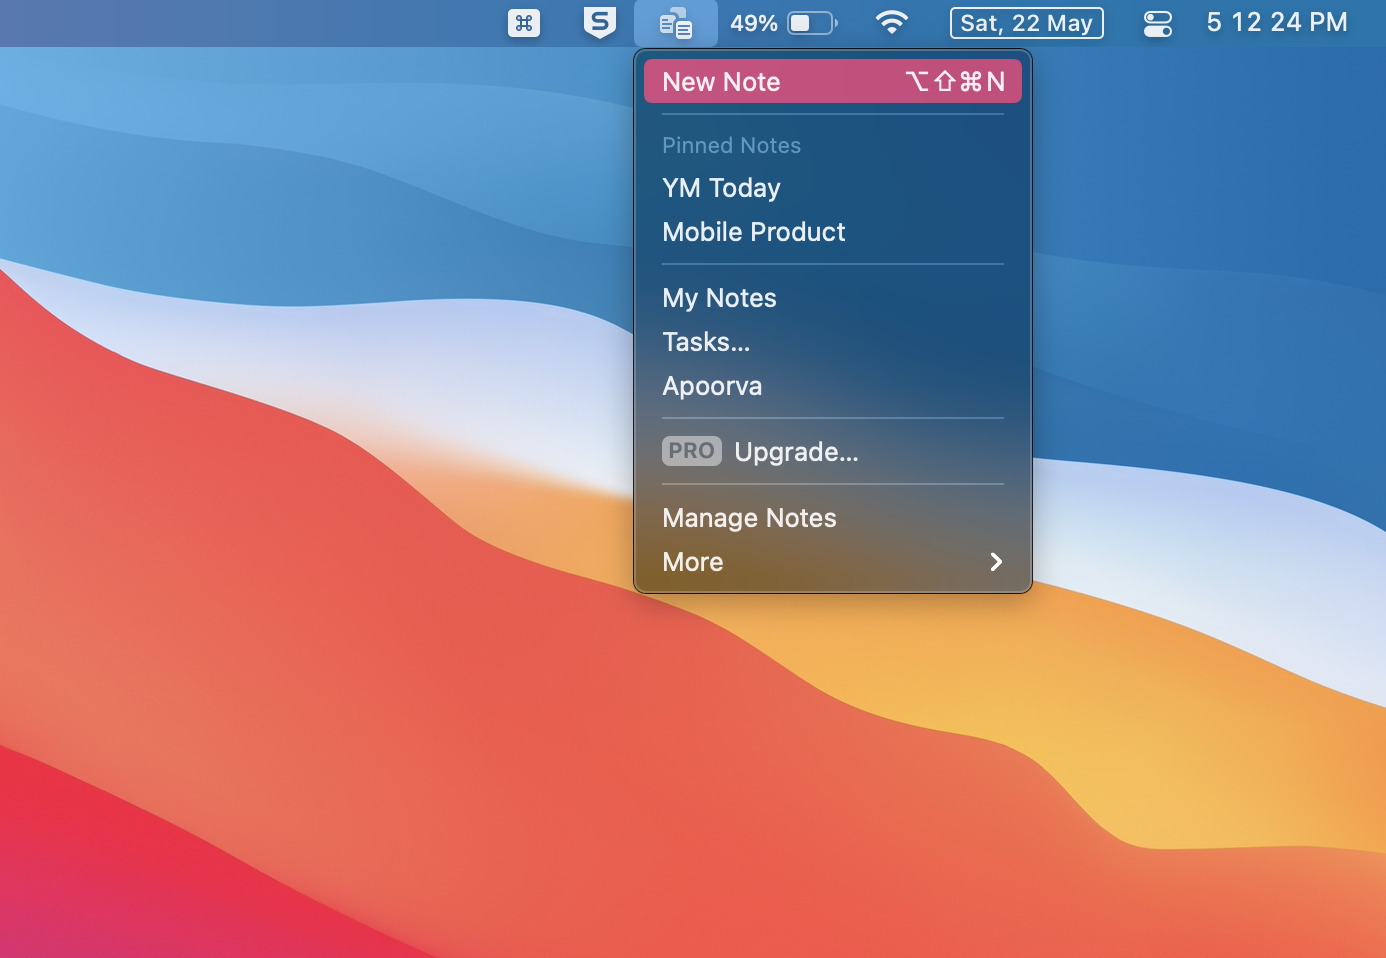 ⌘ S 49% Sat, 22 May 5 12 24 PM
New Note ⌥⇧⌘N
Pinned Notes
YM Today
Mobile Product
My Notes
Tasks...
Apoorva
PRO Upgrade...
Manage Notes
More